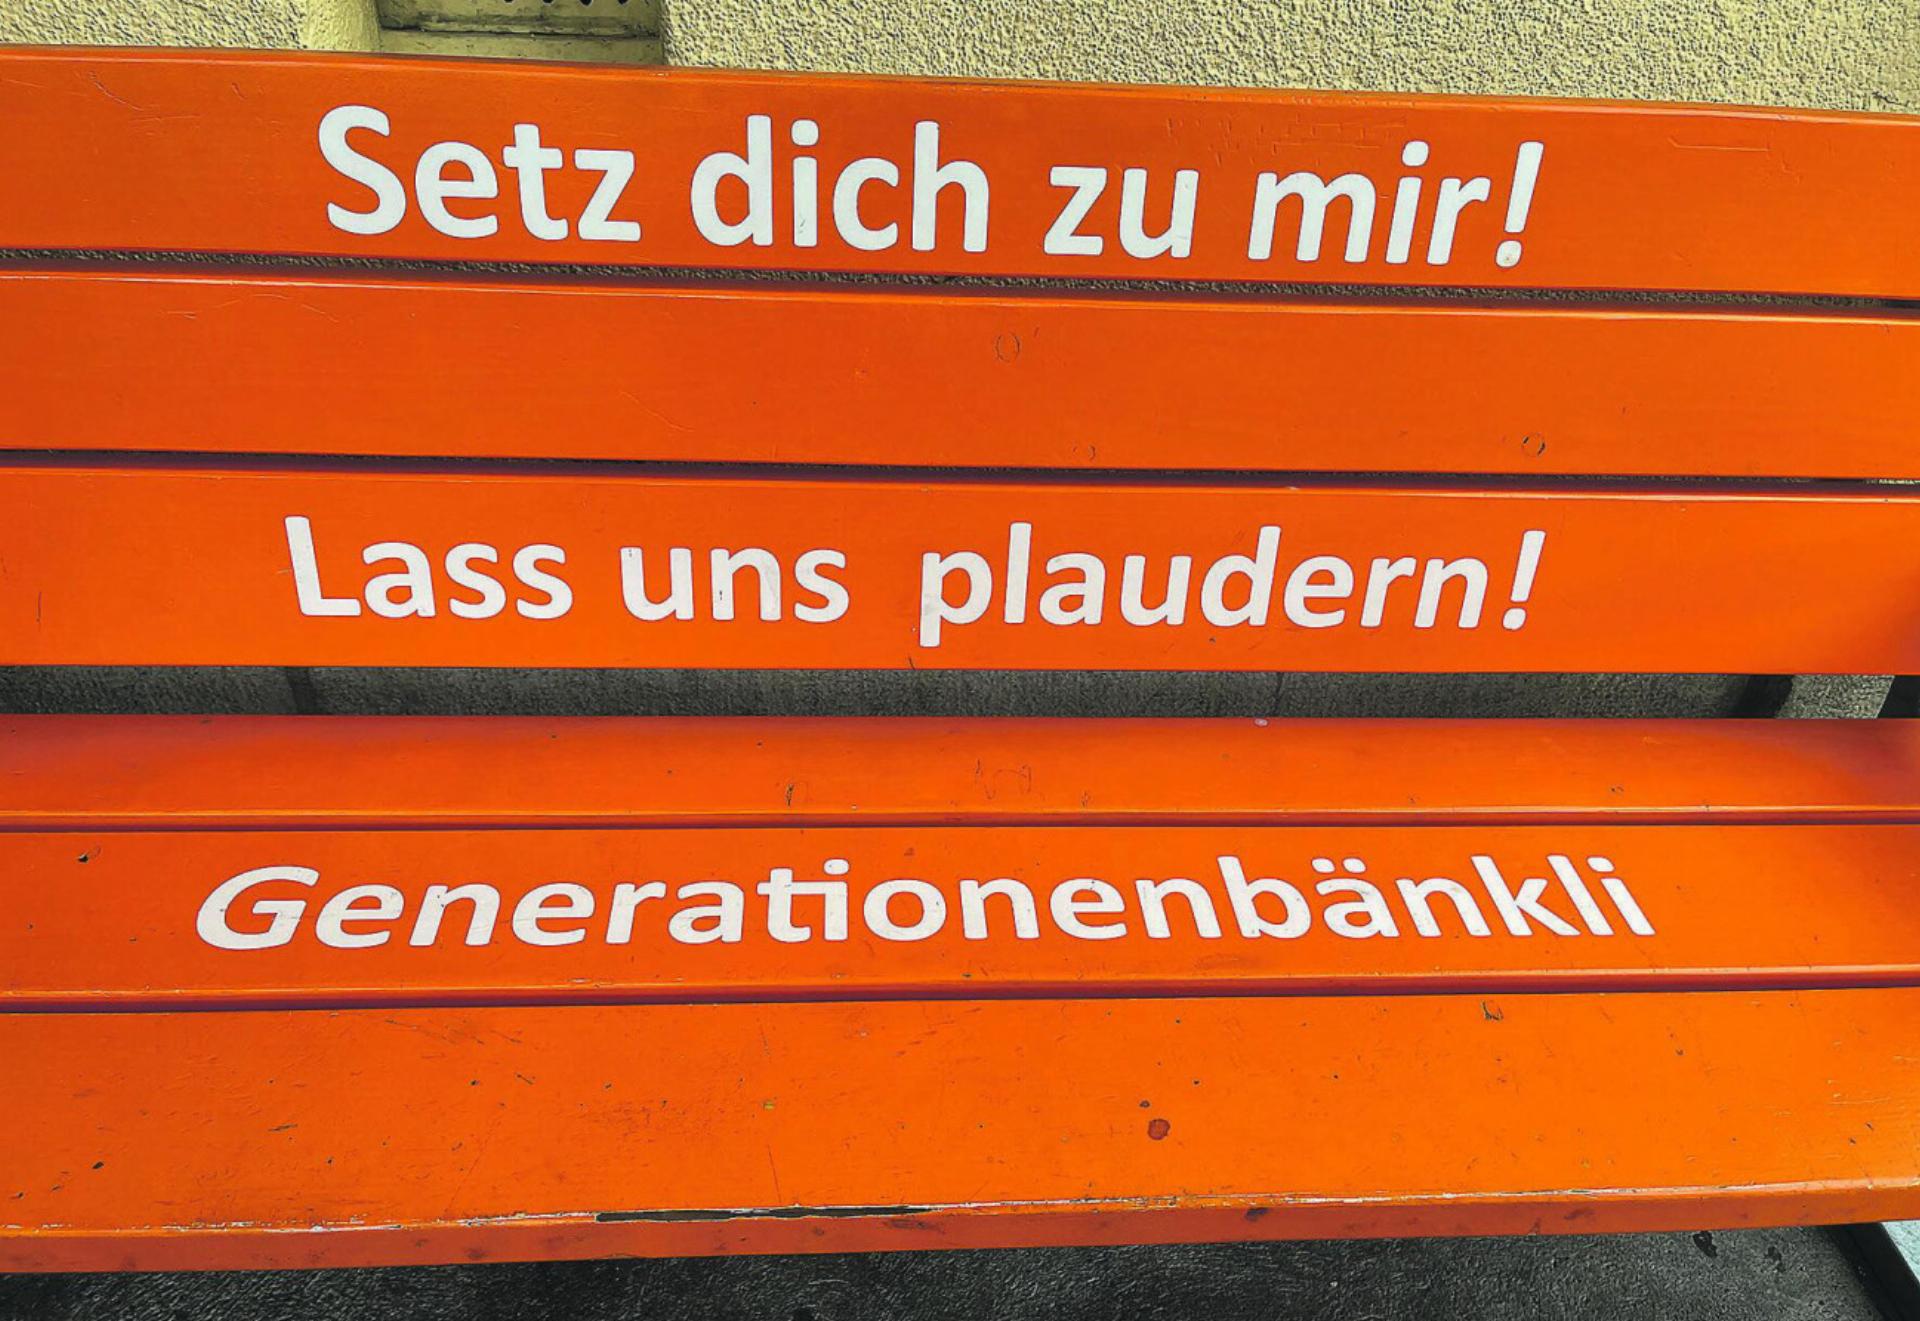 Setz dich zu mir!
Lass uns plaudern!
Generationenbänkli